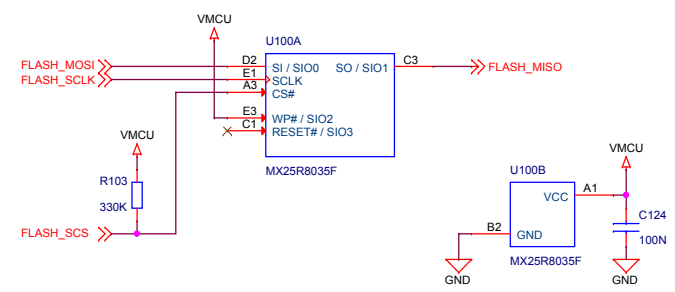 VMCU
U100A
FLASH_MOSI
D2
SI / SIO0
SO / SIO1
C3
FLASH_MISO
FLASH_SCLK
E1
SCLK
A3
CS#
E3
WP# / SIO2
C1
RESET# / SIO3
MX25R8035F
VMCU
R103
330K
FLASH_SCS
VMCU
U100B
VCC
A1
B2
GND
C124
100N
MX25R8035F
GND
GND